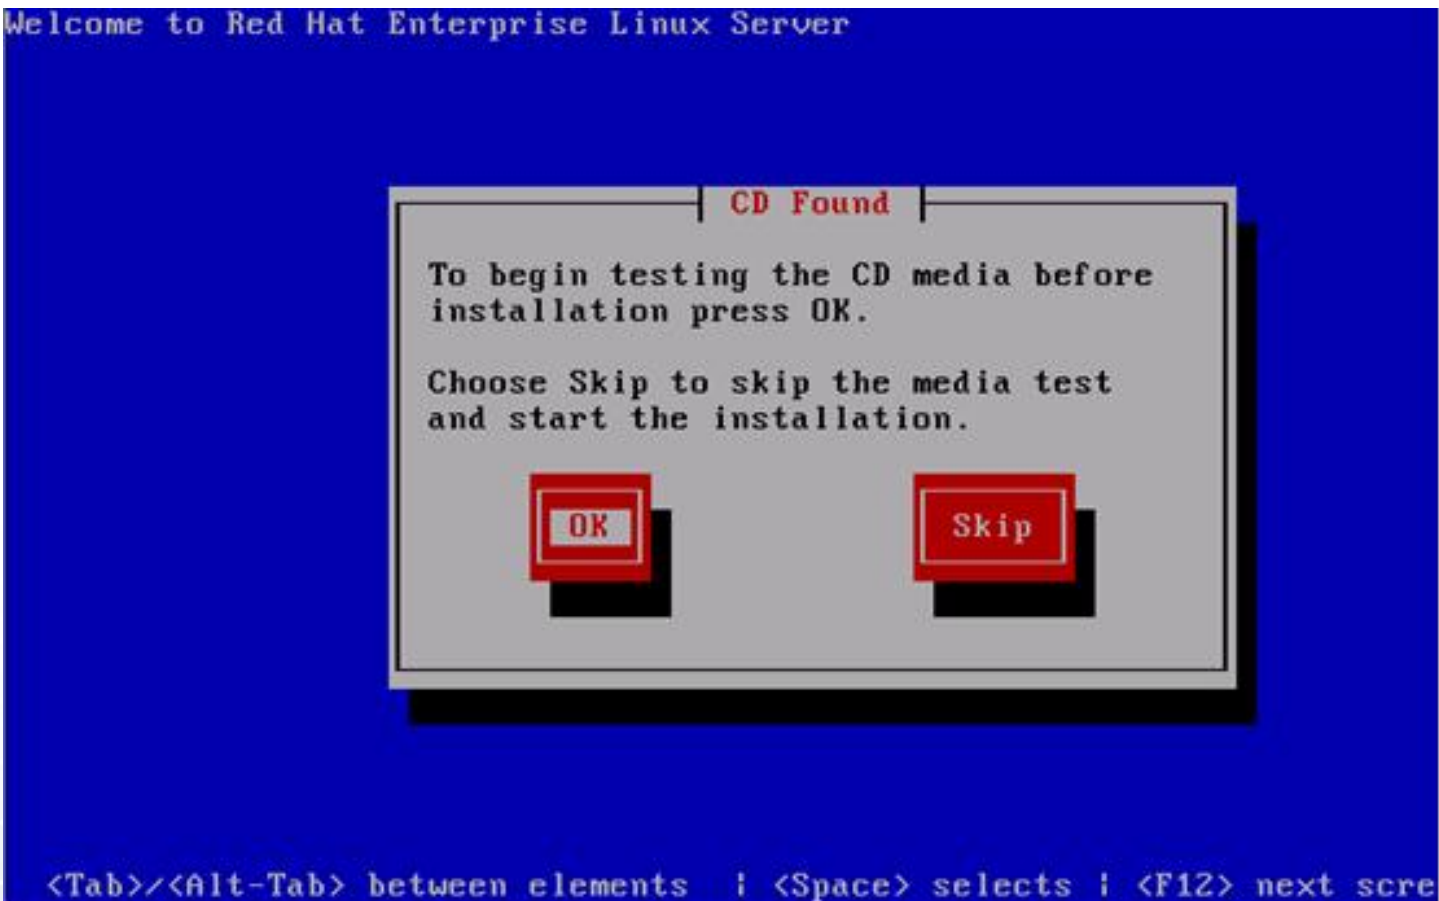 Welcome to Red Hat Enterprise Linux Server
CD Found
To begin testing the CD media before
installation press OK.
Choose Skip to skip the media test
and start the installation.
OK
Skip
<Tab>/<Alt-Tab> between elements | <Space> selects | <F12> next scre